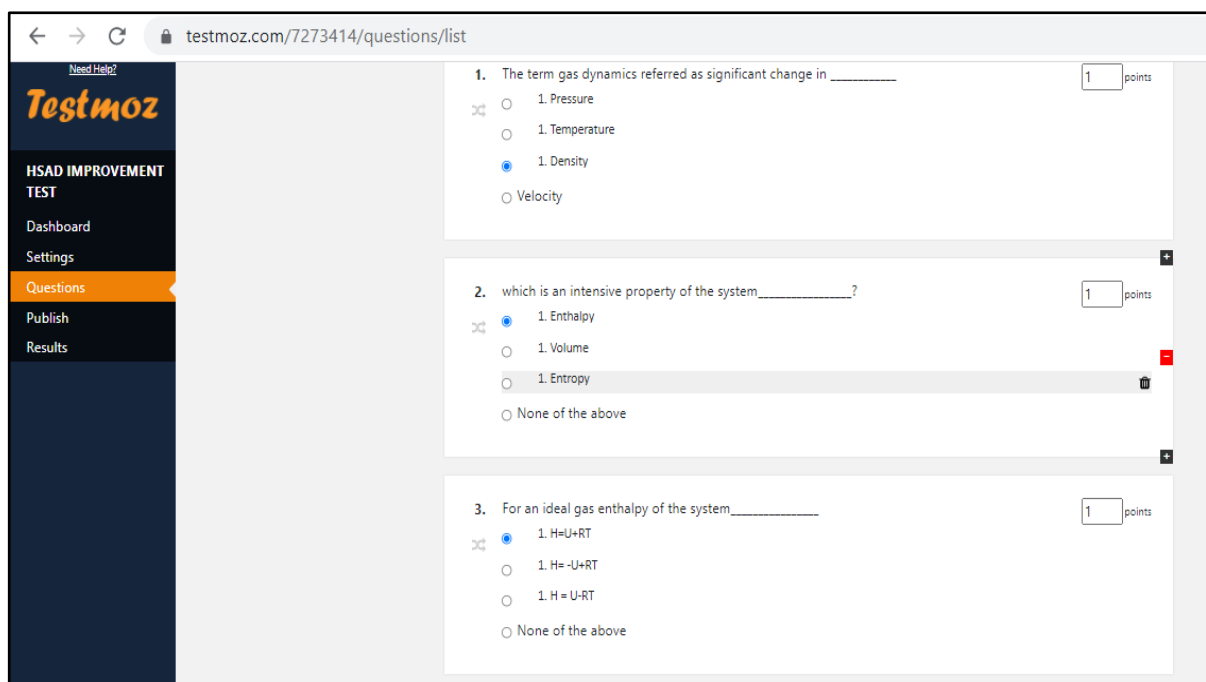 testmoz.com/7273414/questions/list
Need Help?
Testmoz
HSAD IMPROVEMENT
TEST
Dashboard
Settings
Questions
Publish
Results
1. The term gas dynamics referred as significant change in ____________
1 points
1. Pressure
1. Temperature
1. Density
Velocity
2. which is an intensive property of the system________________?
1 points
1. Enthalpy
1. Volume
1. Entropy
None of the above
3. For an ideal gas enthalpy of the system_______________
1 points
1. H=U+RT
1. H= -U+RT
1. H = U-RT
None of the above